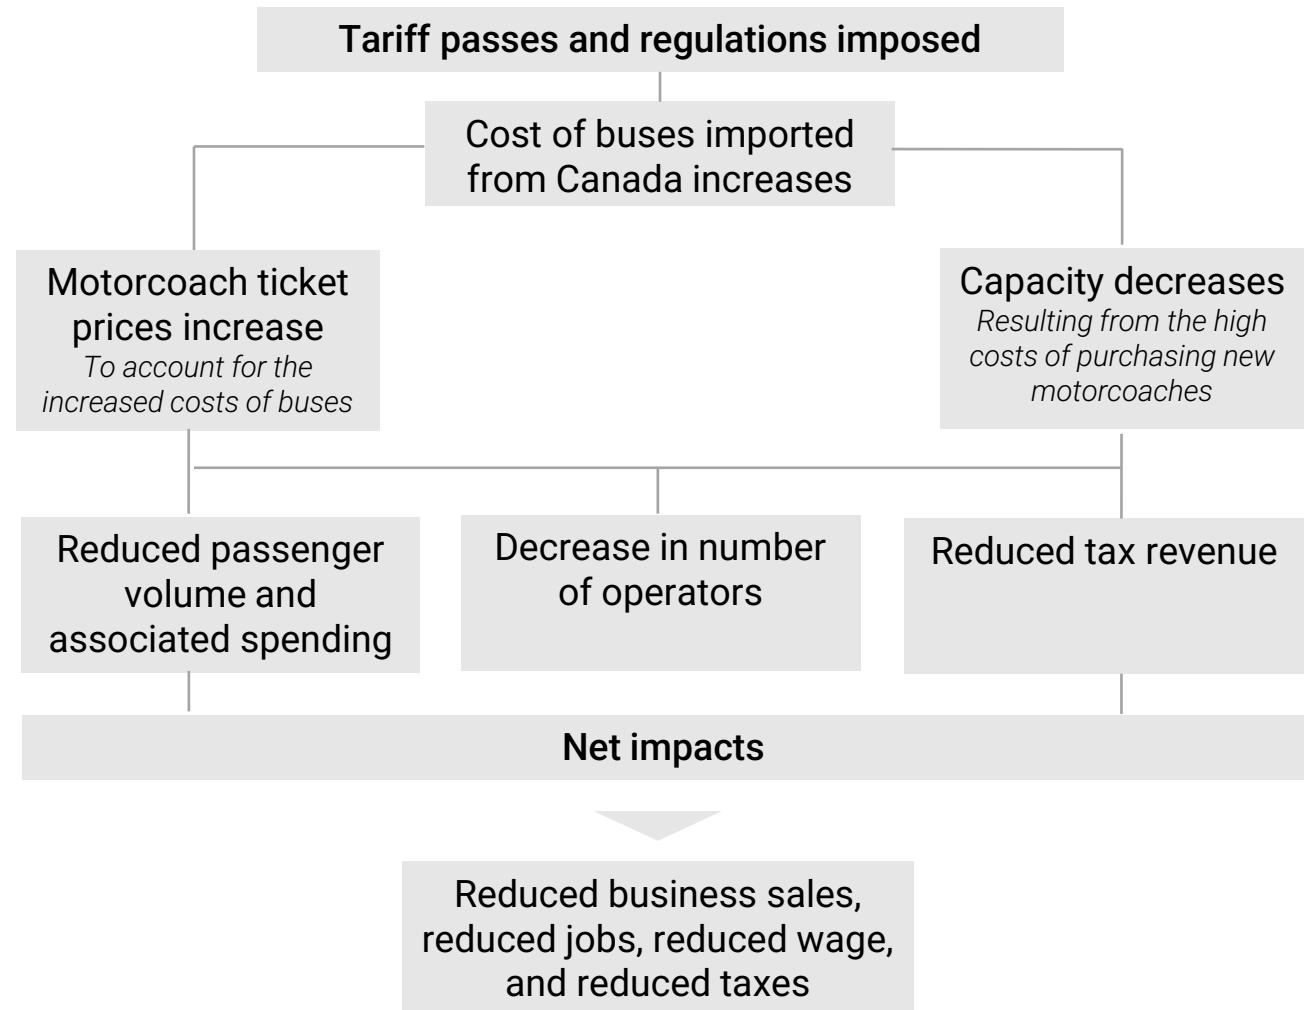 Tariff passes and regulations imposed
Cost of buses imported
from Canada increases
Motorcoach ticket
prices increase
To account for the
increased costs of buses
Capacity decreases
Resulting from the high
costs of purchasing new
motorcoaches
Reduced passenger
volume and
associated spending
Decrease in number
of operators
Reduced tax revenue
Net impacts
Reduced business sales,
reduced jobs, reduced wage,
and reduced taxes